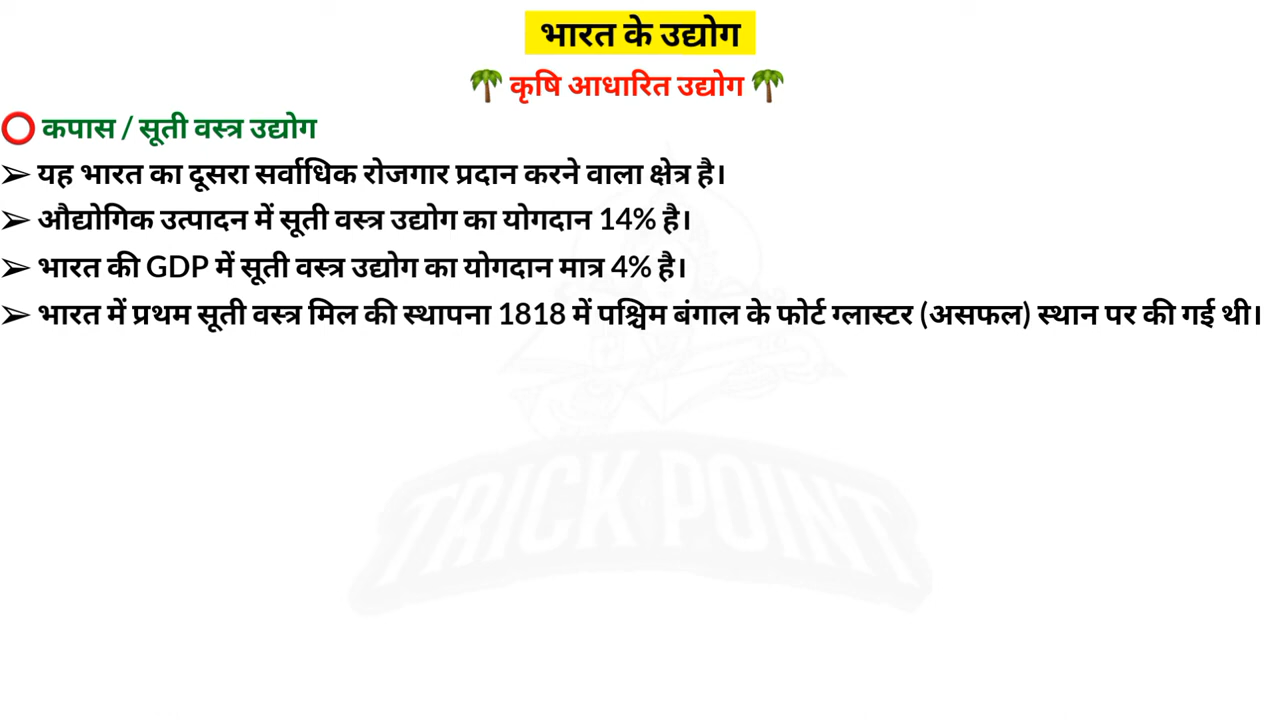 भारत के उद्योग
🌴 कृषि आधारित उद्योग 🌴
⭕ कपास / सूती वस्त्र उद्योग
➢ यह भारत का दूसरा सर्वाधिक रोजगार प्रदान करने वाला क्षेत्र है।
➢ औद्योगिक उत्पादन में सूती वस्त्र उद्योग का योगदान 14% है।
➢ भारत की GDP में सूती वस्त्र उद्योग का योगदान मात्र 4% है।
➢ भारत में प्रथम सूती वस्त्र मिल की स्थापना 1818 में पश्चिम बंगाल के फोर्ट ग्लास्टर (असफल) स्थान पर की गई थी।
TRICK POINT